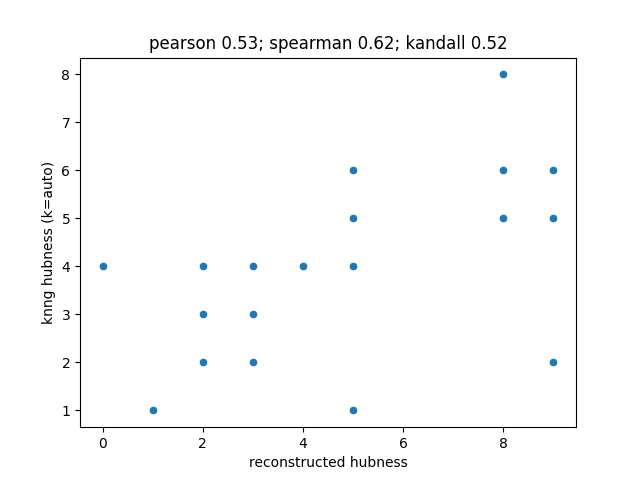 pearson 0.53; spearman 0.62; kandall 0.52
8
7
6
5
4
3
2
1
knng hubness (k=auto)
0 2 4 6 8
reconstructed hubness